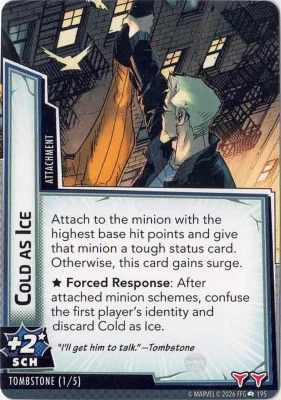 ATTACHMENT
COLD AS ICE
Attach to the minion with the
highest base hit points and give
that minion a tough status card.
Otherwise, this card gains surge.
★ Forced Response: After
attached minion schemes, confuse
the first player's identity and
discard Cold as Ice.
"I'll get him to talk." –Tombstone
+2★
SCH
TOMBSTONE (1/5)
© MARVEL © 2026 FFG 195